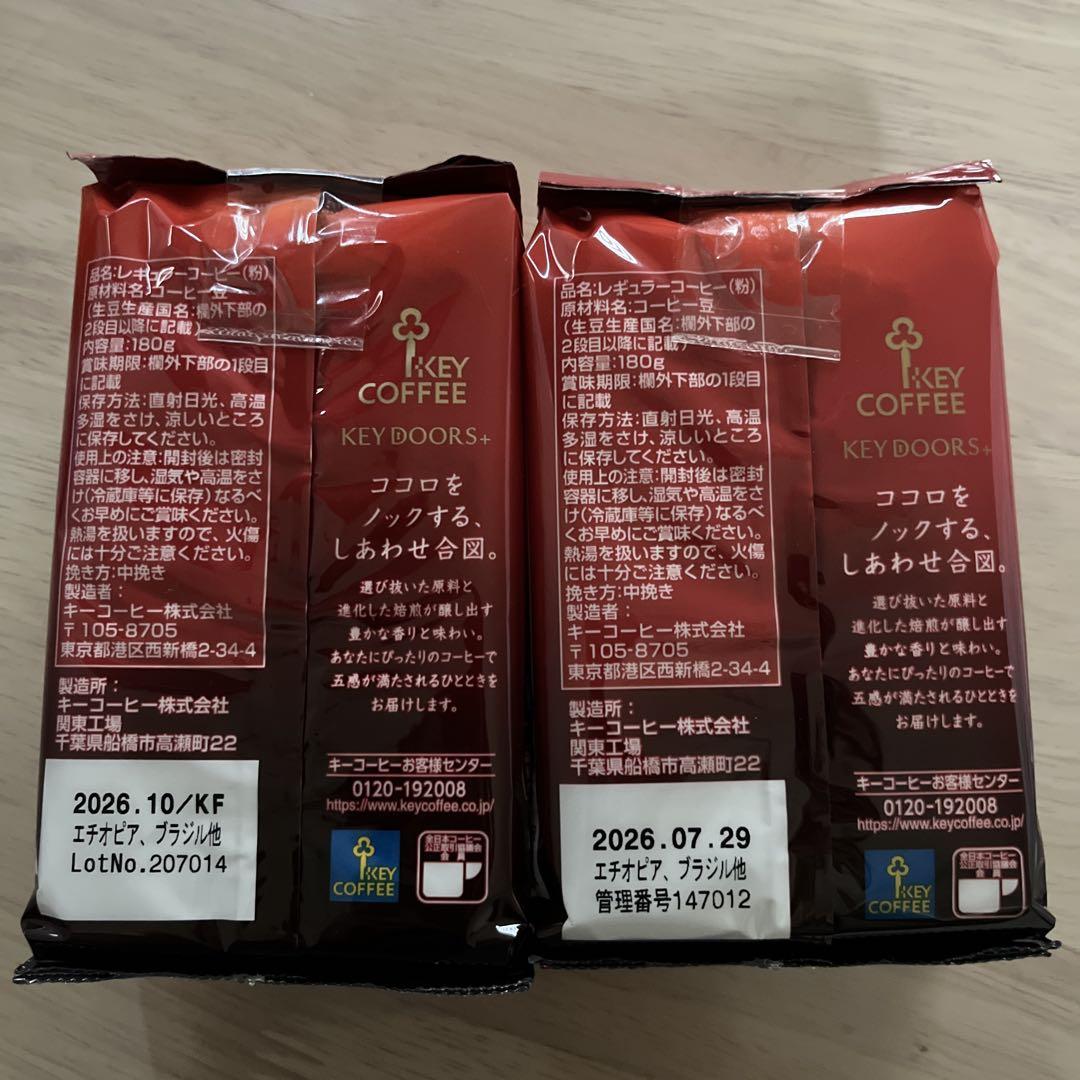 品名:レギュラーコーヒー(粉)
原材料名:コーヒー豆
(生豆生産国名:欄外下部の
2段目以降に記載)
内容量:180g
賞味期限:欄外下部の1段目
に記載
保存方法:直射日光、高温
多湿をさけ、涼しいところ
に保存してください。
使用上の注意:開封後は密封
容器に移し、湿気や高温をさ
け(冷蔵庫等に保存)なるべ
くお早めにご賞味ください。
熱湯を扱いますので、火傷
には十分ご注意ください。
挽き方:中挽き
製造者:
キーコーヒー株式会社
〒105-8705
東京都港区西新橋2-34-4
製造所:
キーコーヒー株式会社
関東工場
千葉県船橋市高瀬町22
2026.10/KF
エチオピア、ブラジル他
LotNo.207014
KEY
COFFEE
KEY DOORS+
ココロを
ノックする、
しあわせ合図。
選び抜いた原料と
進化した焙煎が醸し出す
豊かな香りと味わい。
あなたにぴったりのコーヒーで
五感が満たされるひとときを
お届けします。
キーコーヒーお客様センター
0120-192008
https://www.keycoffee.co.jp/
KEY
COFFEE
全日本コーヒー
公正取引協議会
会員
品名:レギュラーコーヒー(粉)
原材料名:コーヒー豆
(生豆生産国名:欄外下部の
2段目以降に記載)
内容量:180g
賞味期限:欄外下部の1段目
に記載
保存方法:直射日光、高温
多湿をさけ、涼しいところ
に保存してください。
使用上の注意:開封後は密封
容器に移し、湿気や高温をさ
け(冷蔵庫等に保存)なるべ
くお早めにご賞味ください。
熱湯を扱いますので、火傷
には十分ご注意ください。
挽き方:中挽き
製造者:
キーコーヒー株式会社
〒105-8705
東京都港区西新橋2-34-4
製造所:
キーコーヒー株式会社
関東工場
千葉県船橋市高瀬町22
2026.07.29
エチオピア、ブラジル他
管理番号147012
KEY
COFFEE
KEY DOORS+
ココロを
ノックする、
しあわせ合図。
選び抜いた原料と
進化した焙煎が醸し出す
豊かな香りと味わい。
あなたにぴったりのコーヒーで
五感が満たされるひとときを
お届けします。
キーコーヒーお客様センター
0120-192008
https://www.keycoffee.co.jp/
KEY
COFFEE
全日本コーヒー
公正取引協議会
会員